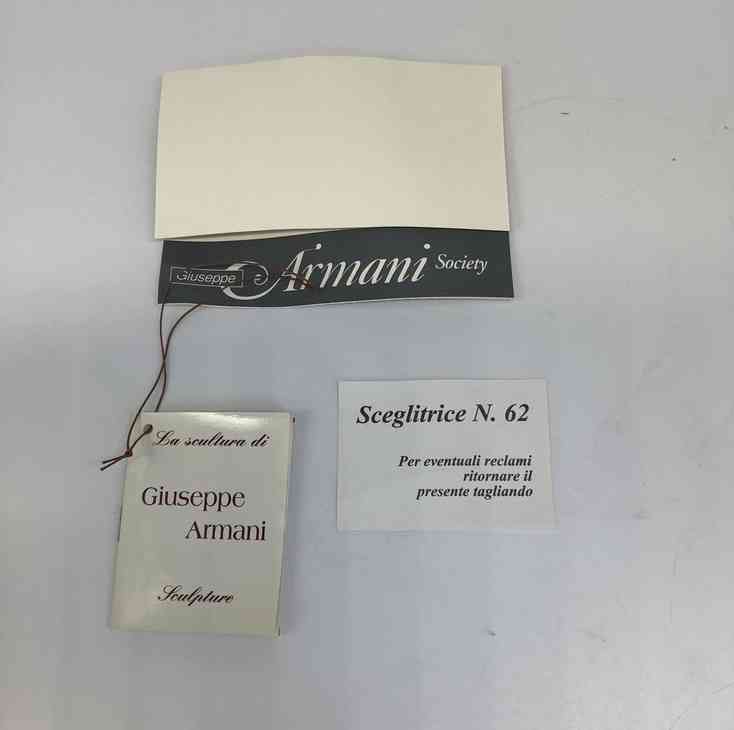 Giuseppe Armani Society
La scultura di
Giuseppe
Armani
Sculpture
Sceglitrice N. 62
Per eventuali reclami
ritornare il
presente tagliando